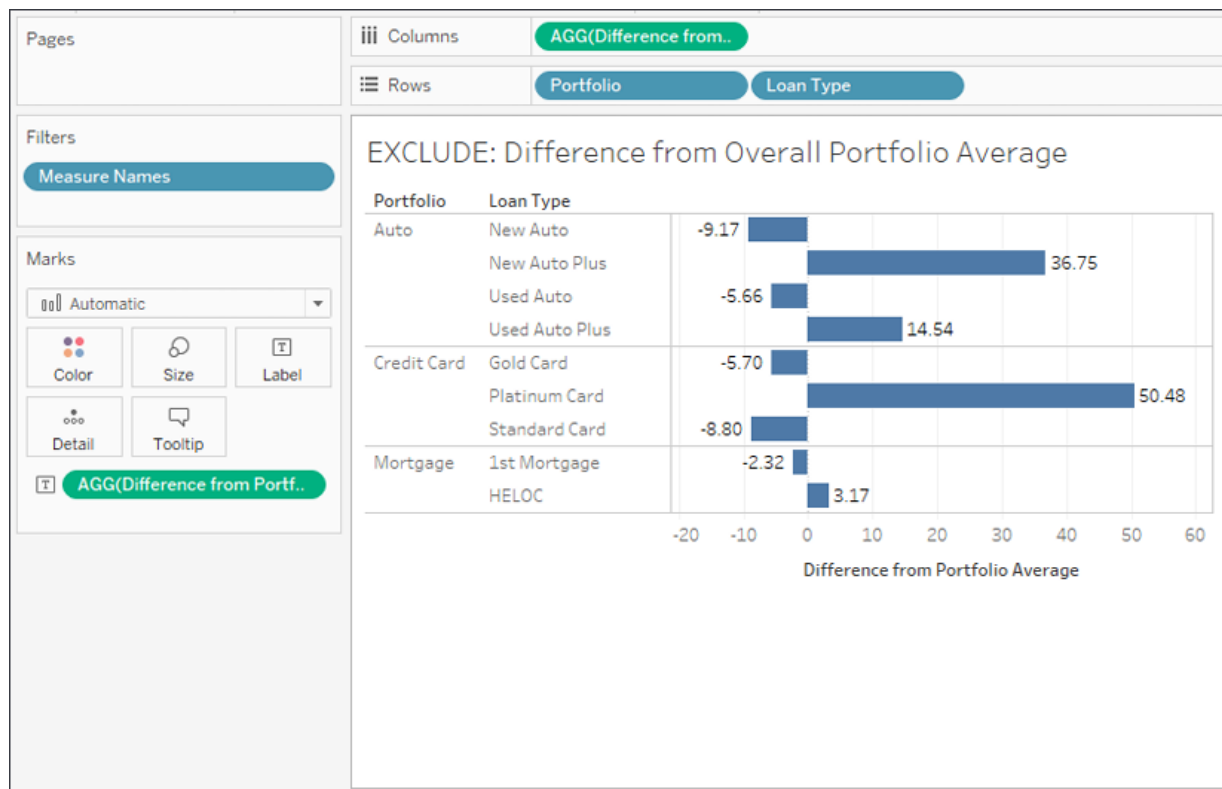 Pages
Columns
AGG(Difference from..
Rows
Portfolio
Loan Type
Filters
Measure Names
Marks
Automatic
Color
Size
T
Label
Detail
Tooltip
T
AGG(Difference from Portf..
EXCLUDE: Difference from Overall Portfolio Average
Portfolio Loan Type
Auto New Auto -9.17
New Auto Plus 36.75
Used Auto -5.66
Used Auto Plus 14.54
Credit Card Gold Card -5.70
Platinum Card 50.48
Standard Card -8.80
Mortgage 1st Mortgage -2.32
HELOC 3.17
-20 -10 0 10 20 30 40 50 60
Difference from Portfolio Average